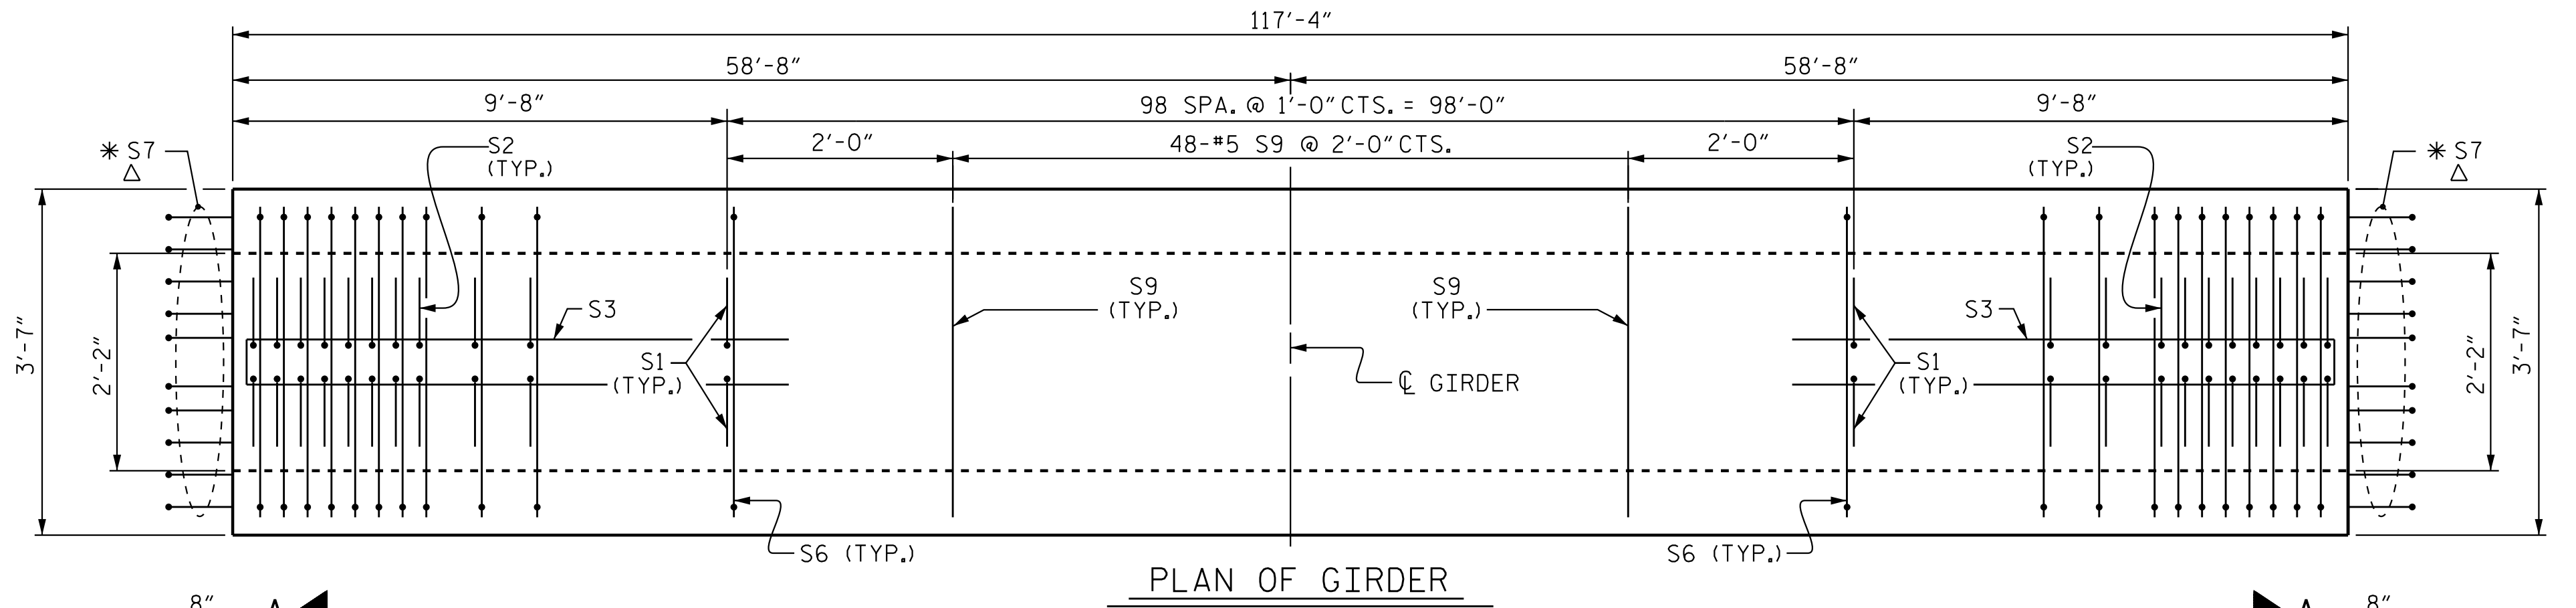 117'-4"
58'-8" 58'-8"
9'-8" 98 SPA. @ 1'-0" CTS. = 98'-0" 9'-8"
2'-0" 48-#5 S9 @ 2'-0" CTS. 2'-0"
✳ S7 S2 S2 ✳ S7
△ (TYP.) (TYP.) △
S9 S9
(TYP.) (TYP.)
S3 S3
3'-7" 2'-2" 2'-2" 3'-7"
S1 S1
(TYP.) (TYP.)
℄ GIRDER
S6 (TYP.) S6 (TYP.)
PLAN OF GIRDER
8" A A 8"